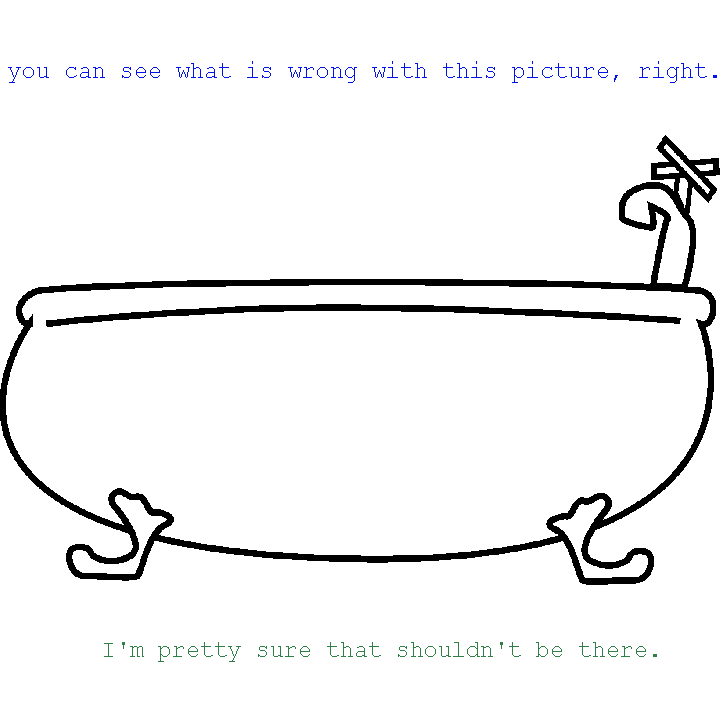 you can see what is wrong with this picture, right.
I'm pretty sure that shouldn't be there.